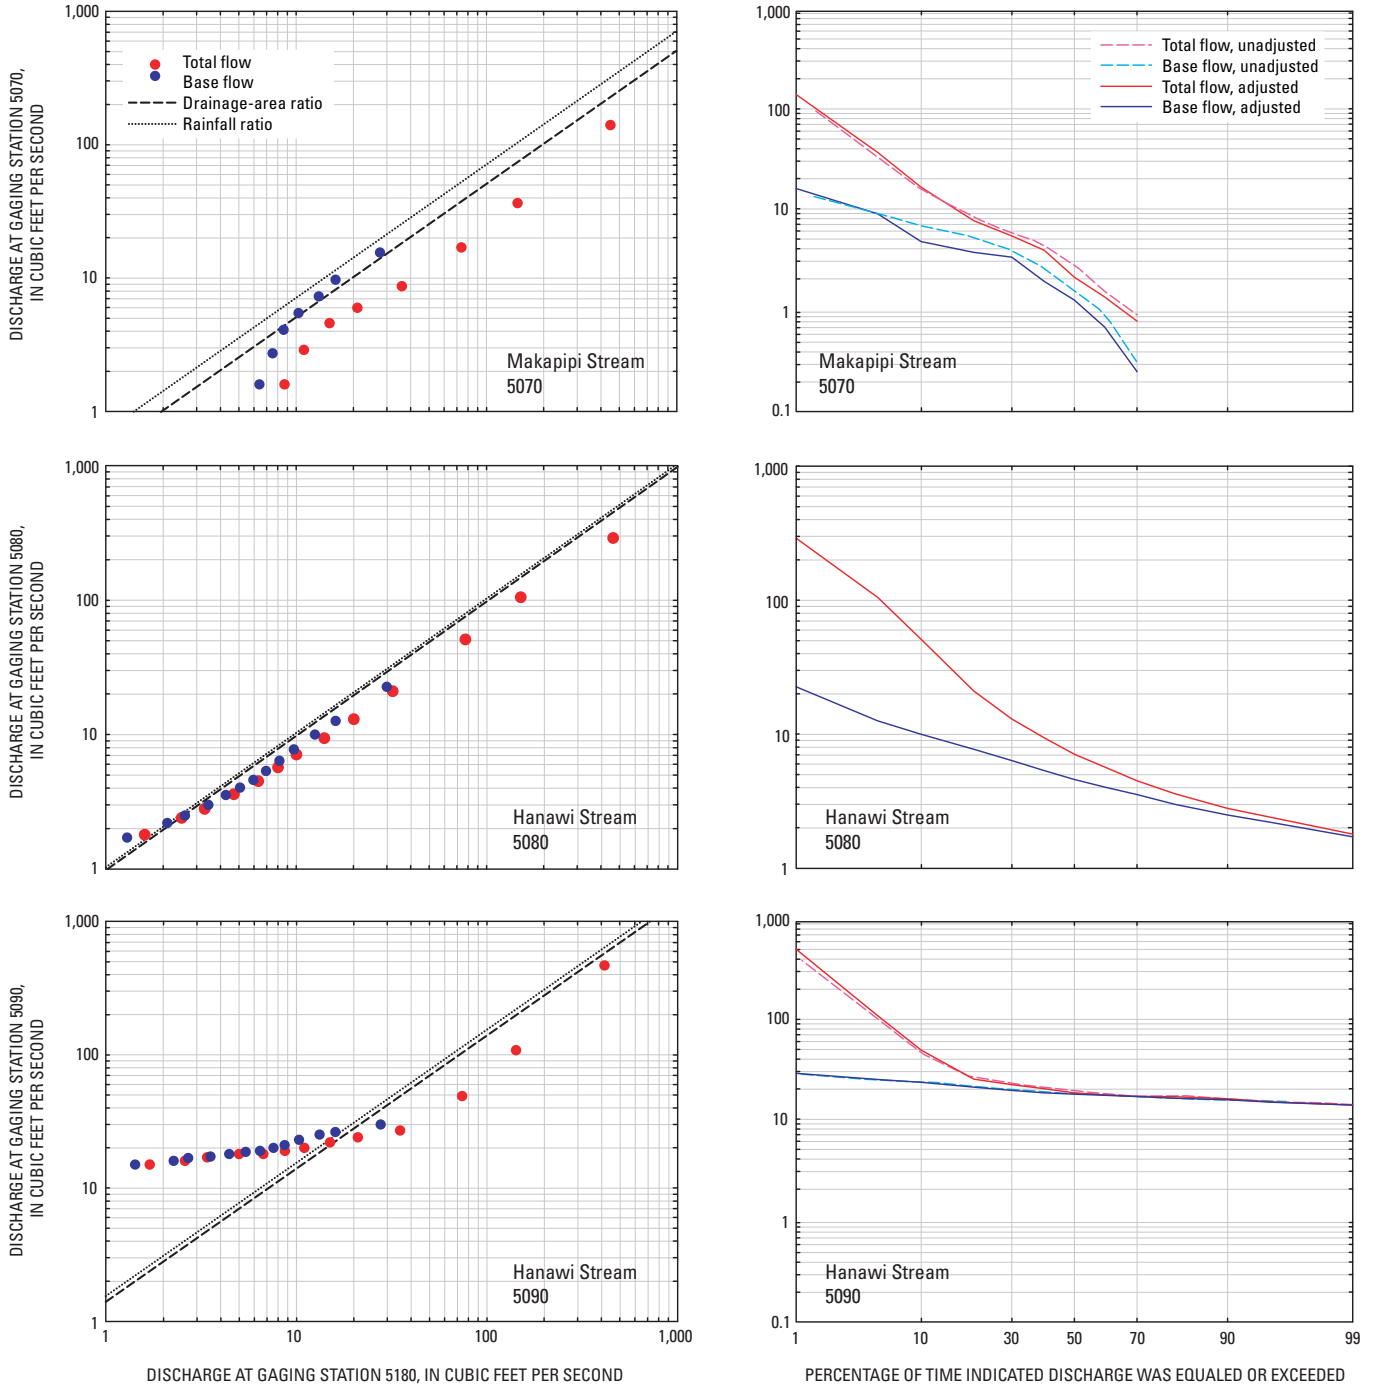 DISCHARGE AT GAGING STATION 5070,
IN CUBIC FEET PER SECOND
1,000
100
10
1
Total flow
Base flow
Drainage-area ratio
Rainfall ratio
Makapipi Stream
5070
1,000
100
10
1
0.1
Total flow, unadjusted
Base flow, unadjusted
Total flow, adjusted
Base flow, adjusted
Makapipi Stream
5070
DISCHARGE AT GAGING STATION 5080,
IN CUBIC FEET PER SECOND
1,000
100
10
1
Hanawi Stream
5080
1,000
100
10
1
Hanawi Stream
5080
DISCHARGE AT GAGING STATION 5090,
IN CUBIC FEET PER SECOND
1,000
100
10
1
Hanawi Stream
5090
1 10 100 1,000
DISCHARGE AT GAGING STATION 5180, IN CUBIC FEET PER SECOND
1,000
100
10
1
0.1
Hanawi Stream
5090
1 10 30 50 70 90 99
PERCENTAGE OF TIME INDICATED DISCHARGE WAS EQUALED OR EXCEEDED